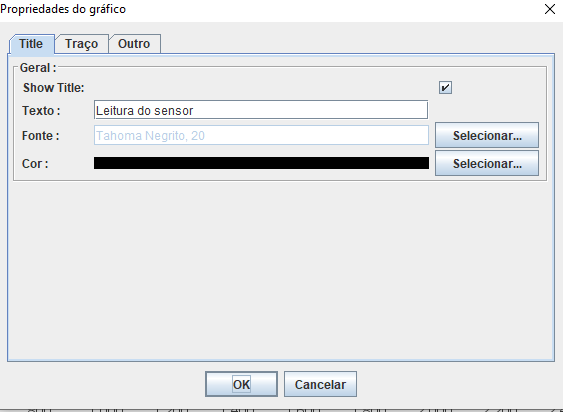 Propriedades do gráfico
Title Traço Outro
Geral :
Show Title:
Texto : Leitura do sensor
Fonte : Tahoma Negrito, 20 Selecionar...
Cor : Selecionar...
OK Cancelar